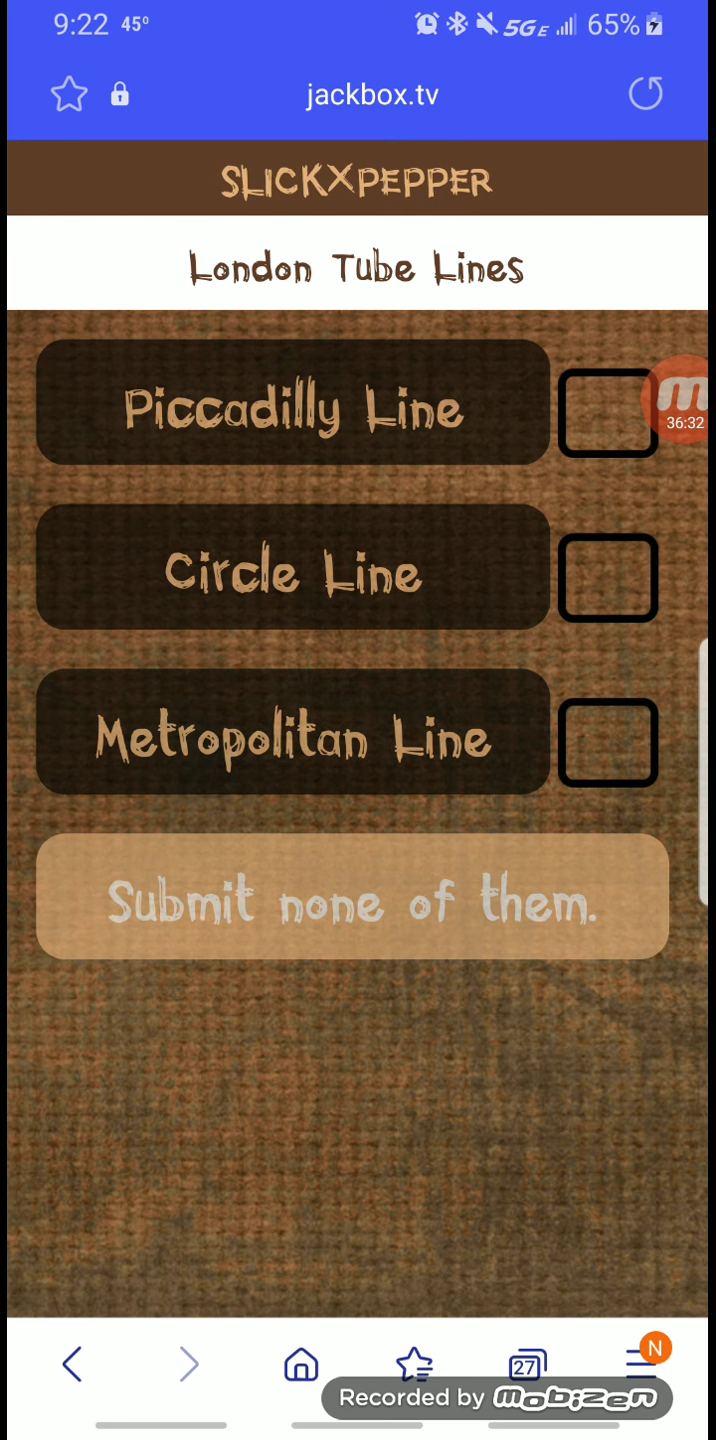 9:22 45° 5GE 65%
jackbox.tv
SLICKXPEPPER
London Tube Lines
Piccadilly Line
m
36:32
Circle Line
Metropolitan Line
Submit none of them.
27
N
Recorded by mobizen